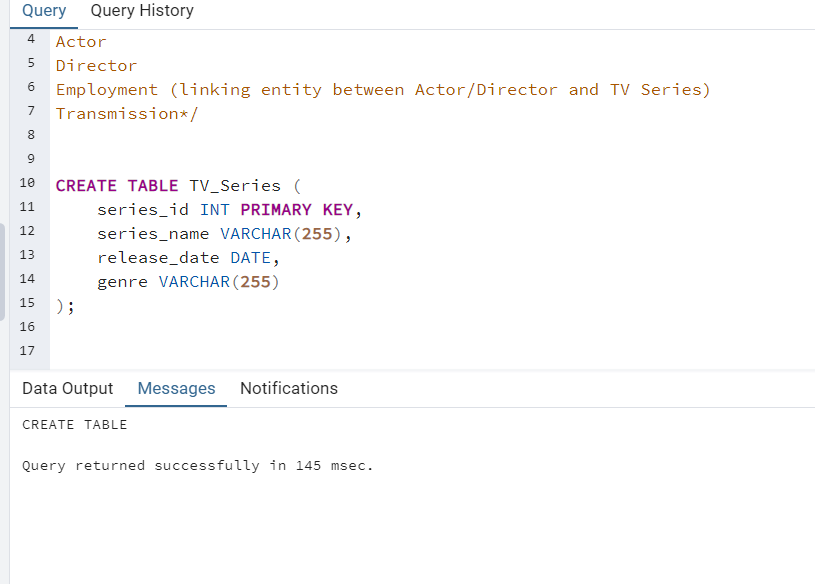 Query Query History
4 Actor
5 Director
6 Employment (linking entity between Actor/Director and TV Series)
7 Transmission*/
8
9
10 CREATE TABLE TV_Series (
11 series_id INT PRIMARY KEY,
12 series_name VARCHAR(255),
13 release_date DATE,
14 genre VARCHAR(255)
15 );
16
17
Data Output Messages Notifications
CREATE TABLE
Query returned successfully in 145 msec.